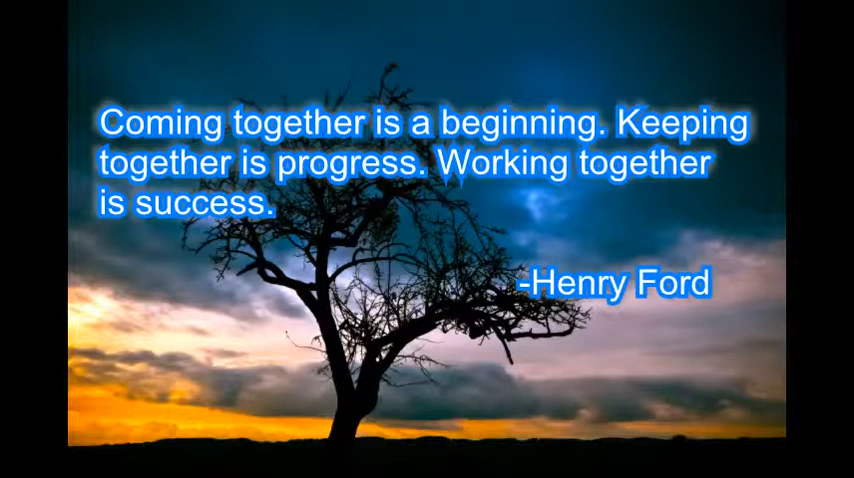 Coming together is a beginning. Keeping
together is progress. Working together
is success.
-Henry Ford